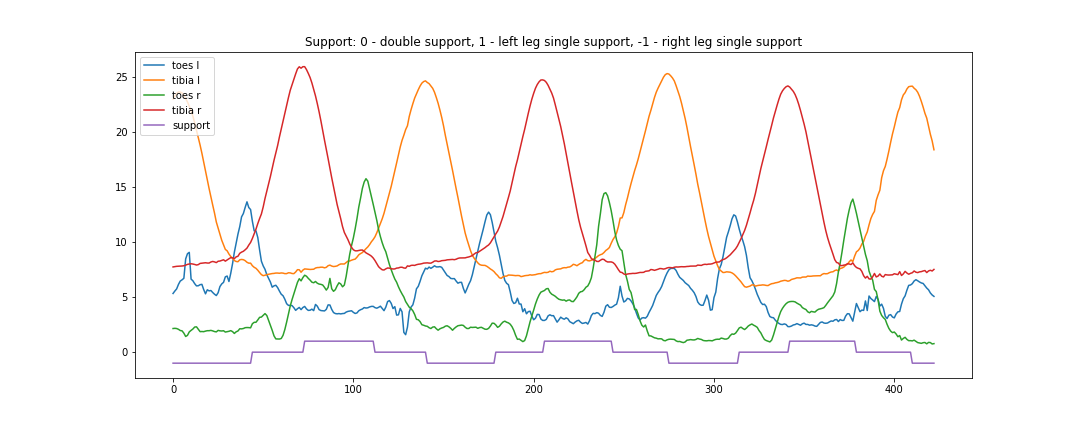 Support: 0 - double support, 1 - left leg single support, -1 - right leg single support
25
20
15
10
5
0
toes l
tibia l
toes r
tibia r
support
0
100
200
300
400